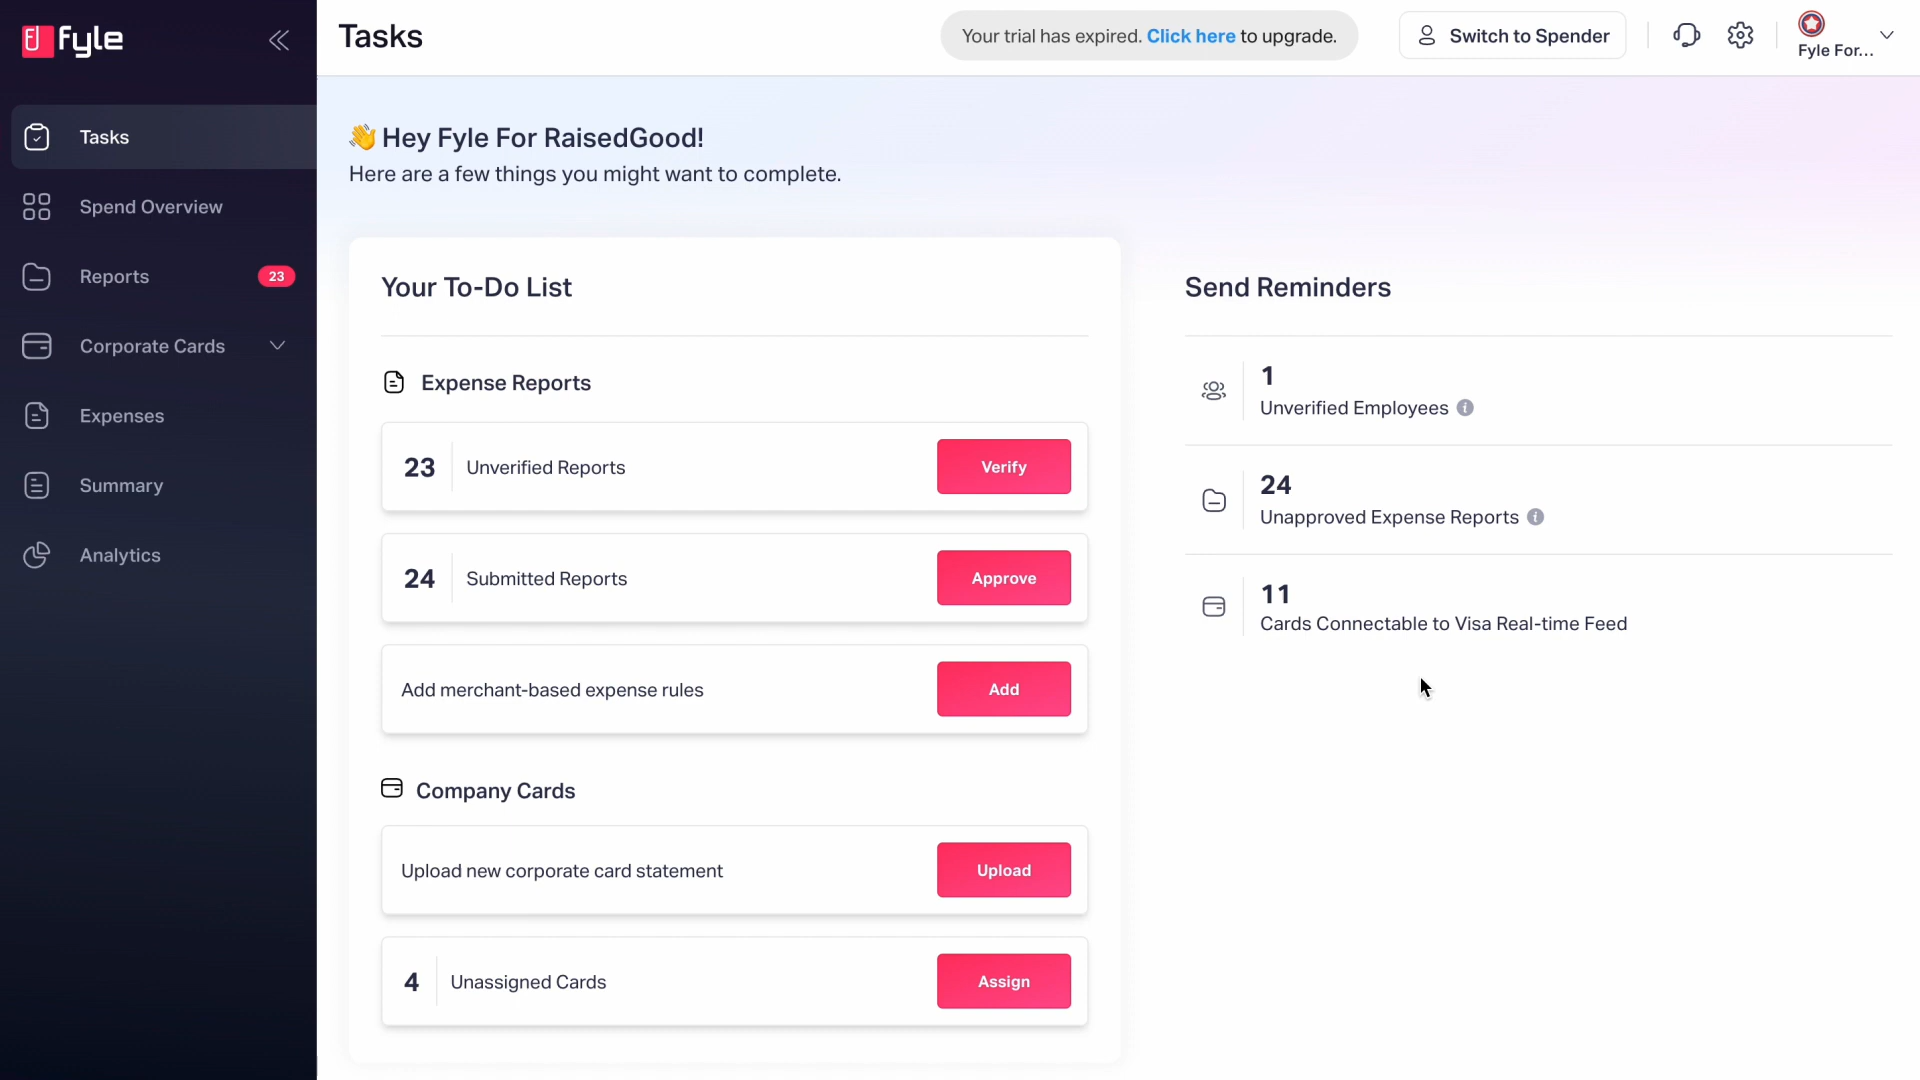 fyle
Tasks
Your trial has expired. Click here to upgrade.
Switch to Spender
Fyle For...
Tasks
Spend Overview
Reports 23
Corporate Cards
Expenses
Summary
Analytics
👋 Hey Fyle For RaisedGood!
Here are a few things you might want to complete.
Your To-Do List
Expense Reports
23 Unverified Reports Verify
24 Submitted Reports Approve
Add merchant-based expense rules Add
Company Cards
Upload new corporate card statement Upload
4 Unassigned Cards Assign
Send Reminders
1
Unverified Employees
24
Unapproved Expense Reports
11
Cards Connectable to Visa Real-time Feed